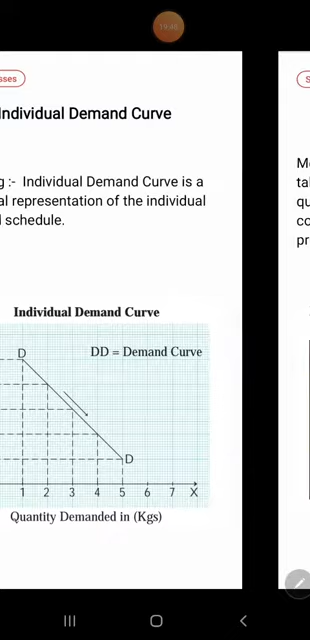 19:46
sses
Individual Demand Curve
g :- Individual Demand Curve is a
al representation of the individual
d schedule.
Individual Demand Curve
D
DD = Demand Curve
D
1 2 3 4 5 6 7 X
Quantity Demanded in (Kgs)
S
Me
tal
qu
co
pr